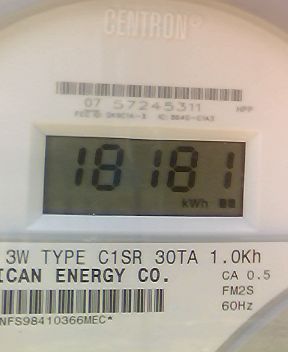 CENTRON®
07 57245311 HPP
18181
kWh
3W TYPE C1SR 30TA 1.0Kh
ICAN ENERGY CO.
CA 0.5
FM2S
60Hz
NFS98410366MEC*